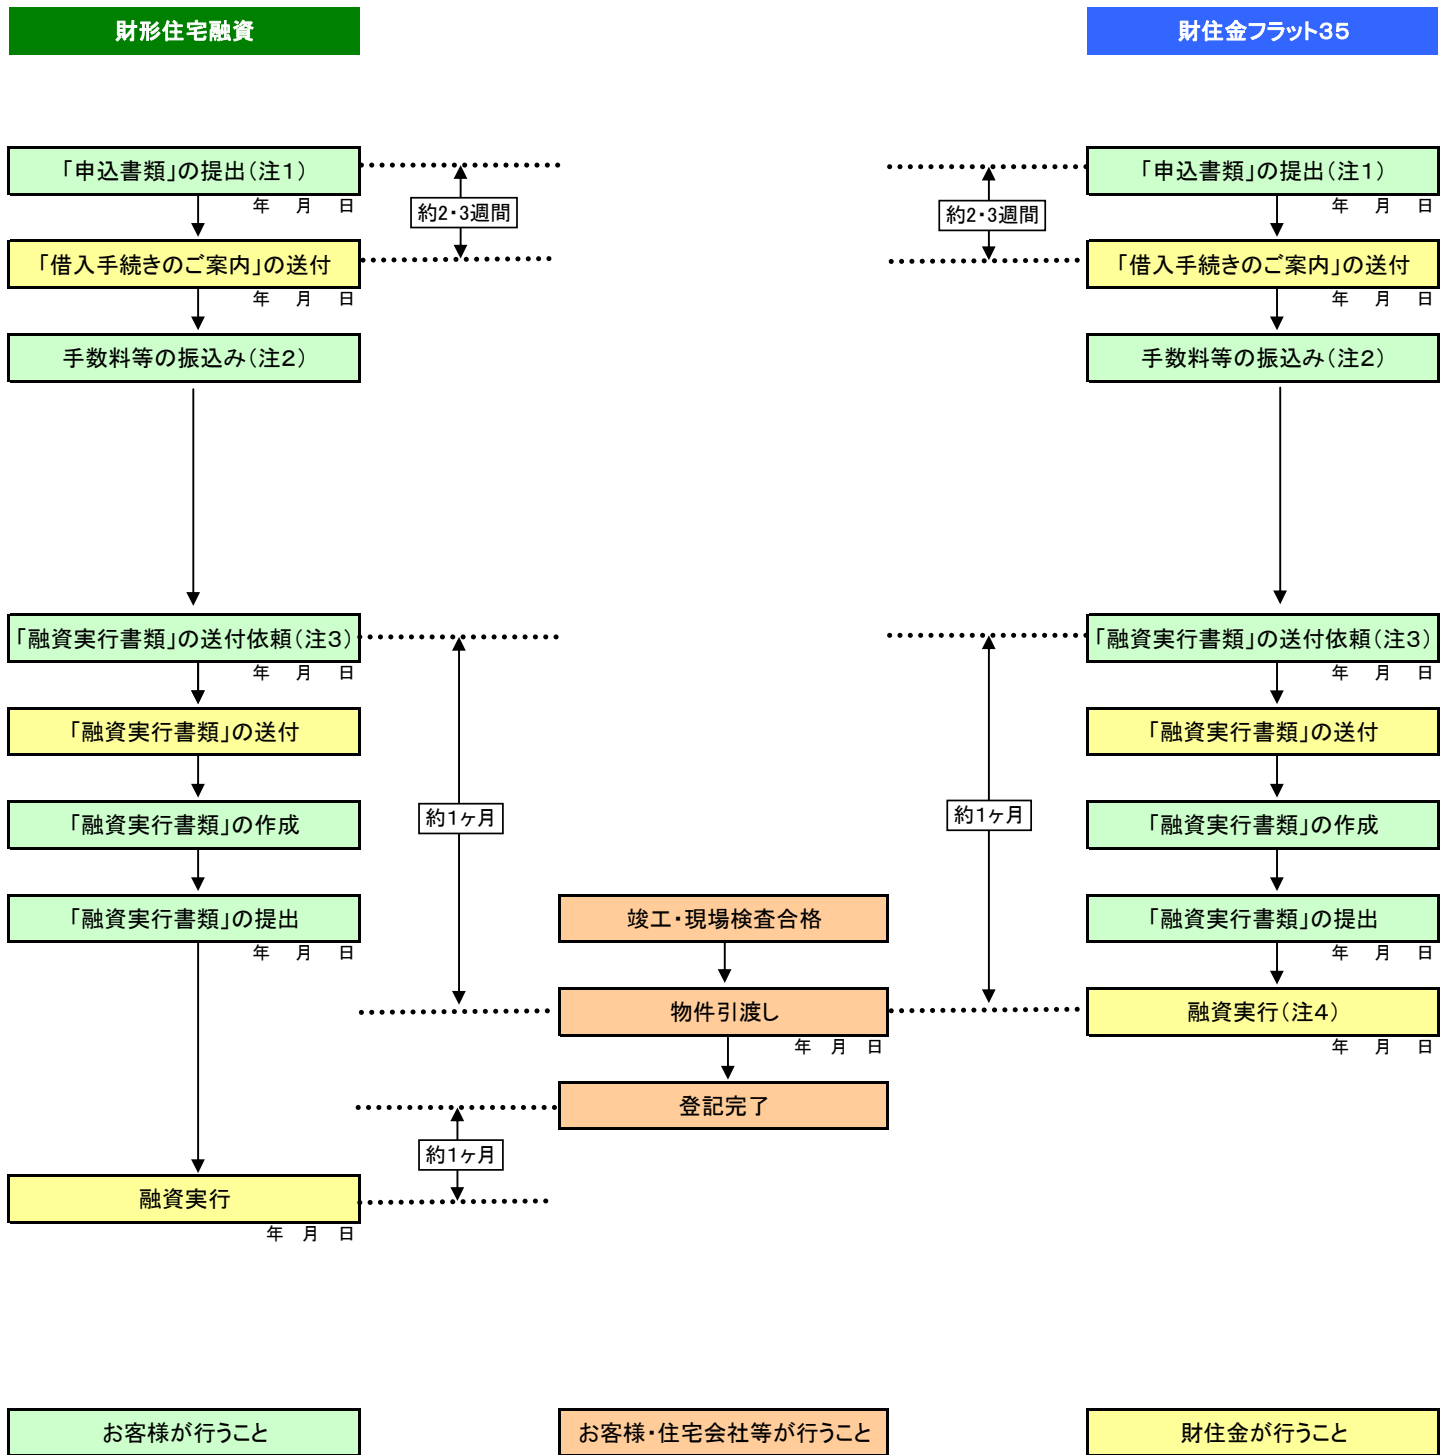 財形住宅融資
財住金フラット35
「申込書類」の提出(注1)
年 月 日
約2・3週間
「申込書類」の提出(注1)
年 月 日
約2・3週間
「借入手続きのご案内」の送付
年 月 日
「借入手続きのご案内」の送付
年 月 日
手数料等の振込み(注2)
手数料等の振込み(注2)
「融資実行書類」の送付依頼(注3)
年 月 日
「融資実行書類」の送付依頼(注3)
年 月 日
「融資実行書類」の送付
「融資実行書類」の送付
「融資実行書類」の作成
約1ヶ月
約1ヶ月
「融資実行書類」の作成
「融資実行書類」の提出
年 月 日
竣工・現場検査合格
「融資実行書類」の提出
年 月 日
物件引渡し
年 月 日
融資実行(注4)
年 月 日
登記完了
約1ヶ月
融資実行
年 月 日
お客様が行うこと
お客様・住宅会社等が行うこと
財住金が行うこと